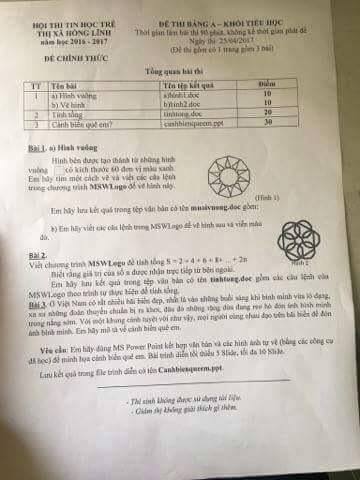 HỘI THI TIN HỌC TRẺ
THỊ XÃ HỒNG LĨNH
năm học 2016 - 2017
ĐỀ CHÍNH THỨC
ĐỀ THI BẢNG A – KHỐI TIỂU HỌC
Thời gian làm bài thi 90 phút, không kể thời gian phát đề
Ngày thi: 25/04/2017
(Đề thi gồm có 1 trang gồm 3 bài)
Tổng quan bài thi
TT Tên bài Tên tệp kết quả Điểm
1 a) Hình vuông a)hinh1.doc 10
b) Vẽ hình b)hinh2.doc 10
2 Tính tổng tinhtong.doc 20
3 Cảnh biển quê em? canhbienqueem.ppt 30
Bài 1. a) Hình vuông
Hình bên được tạo thành từ những hình
vuông có kích thước 60 đơn vị màu xanh.
Em hãy tìm một cách vẽ và viết các câu lệnh
trong chương trình MSWLogo để vẽ hình này.
(Hình 1)
Em hãy lưu kết quả trong tệp văn bản có tên muoivuong.doc gồm:
b) Em hãy viết các câu lệnh trong MSWLogo để vẽ hình sau và viền màu
đỏ.
Hình 2
Bài 2.
Viết chương trình MSWLogo để tính tổng S = 2 + 4 + 6 + 8+ ... + 2n
Biết rằng giá trị của số n được nhận trực tiếp từ bên ngoài.
Em hãy lưu kết quả trong tệp văn bản có tên tinhtong.doc gồm các câu lệnh của
MSWLogo theo trình tự thực hiện để tính tổng.
Bài 3. Ở Việt Nam có rất nhiều bãi biển đẹp, nhất là vào những buổi sáng khi bình minh vừa ló dạng,
xa xa những đoàn thuyền chuẩn bị ra khơi, đâu đó những rặng dừa đung đưa hò đón ánh bình minh
trong nắng sớm. Với một khung cảnh tuyệt vời như vậy, mọi người cùng nhau dạo trên bãi biển để đón
ánh bình minh. Em hãy mô tả về cảnh biển quê em.
Yêu cầu: Em hãy dùng MS Power Point kết hợp văn bản và các hình ảnh tự vẽ (bằng các công cụ
đã học) để minh họa cảnh biển quê em. Bài trình diễn tối thiểu 5 Slide, tối đa 10 Slide.
Lưu kết quả trong file trình diễn có tên Canhbienqueem.ppt.
- Thí sinh không được sử dụng tài liệu.
- Giám thị không giải thích gì thêm.